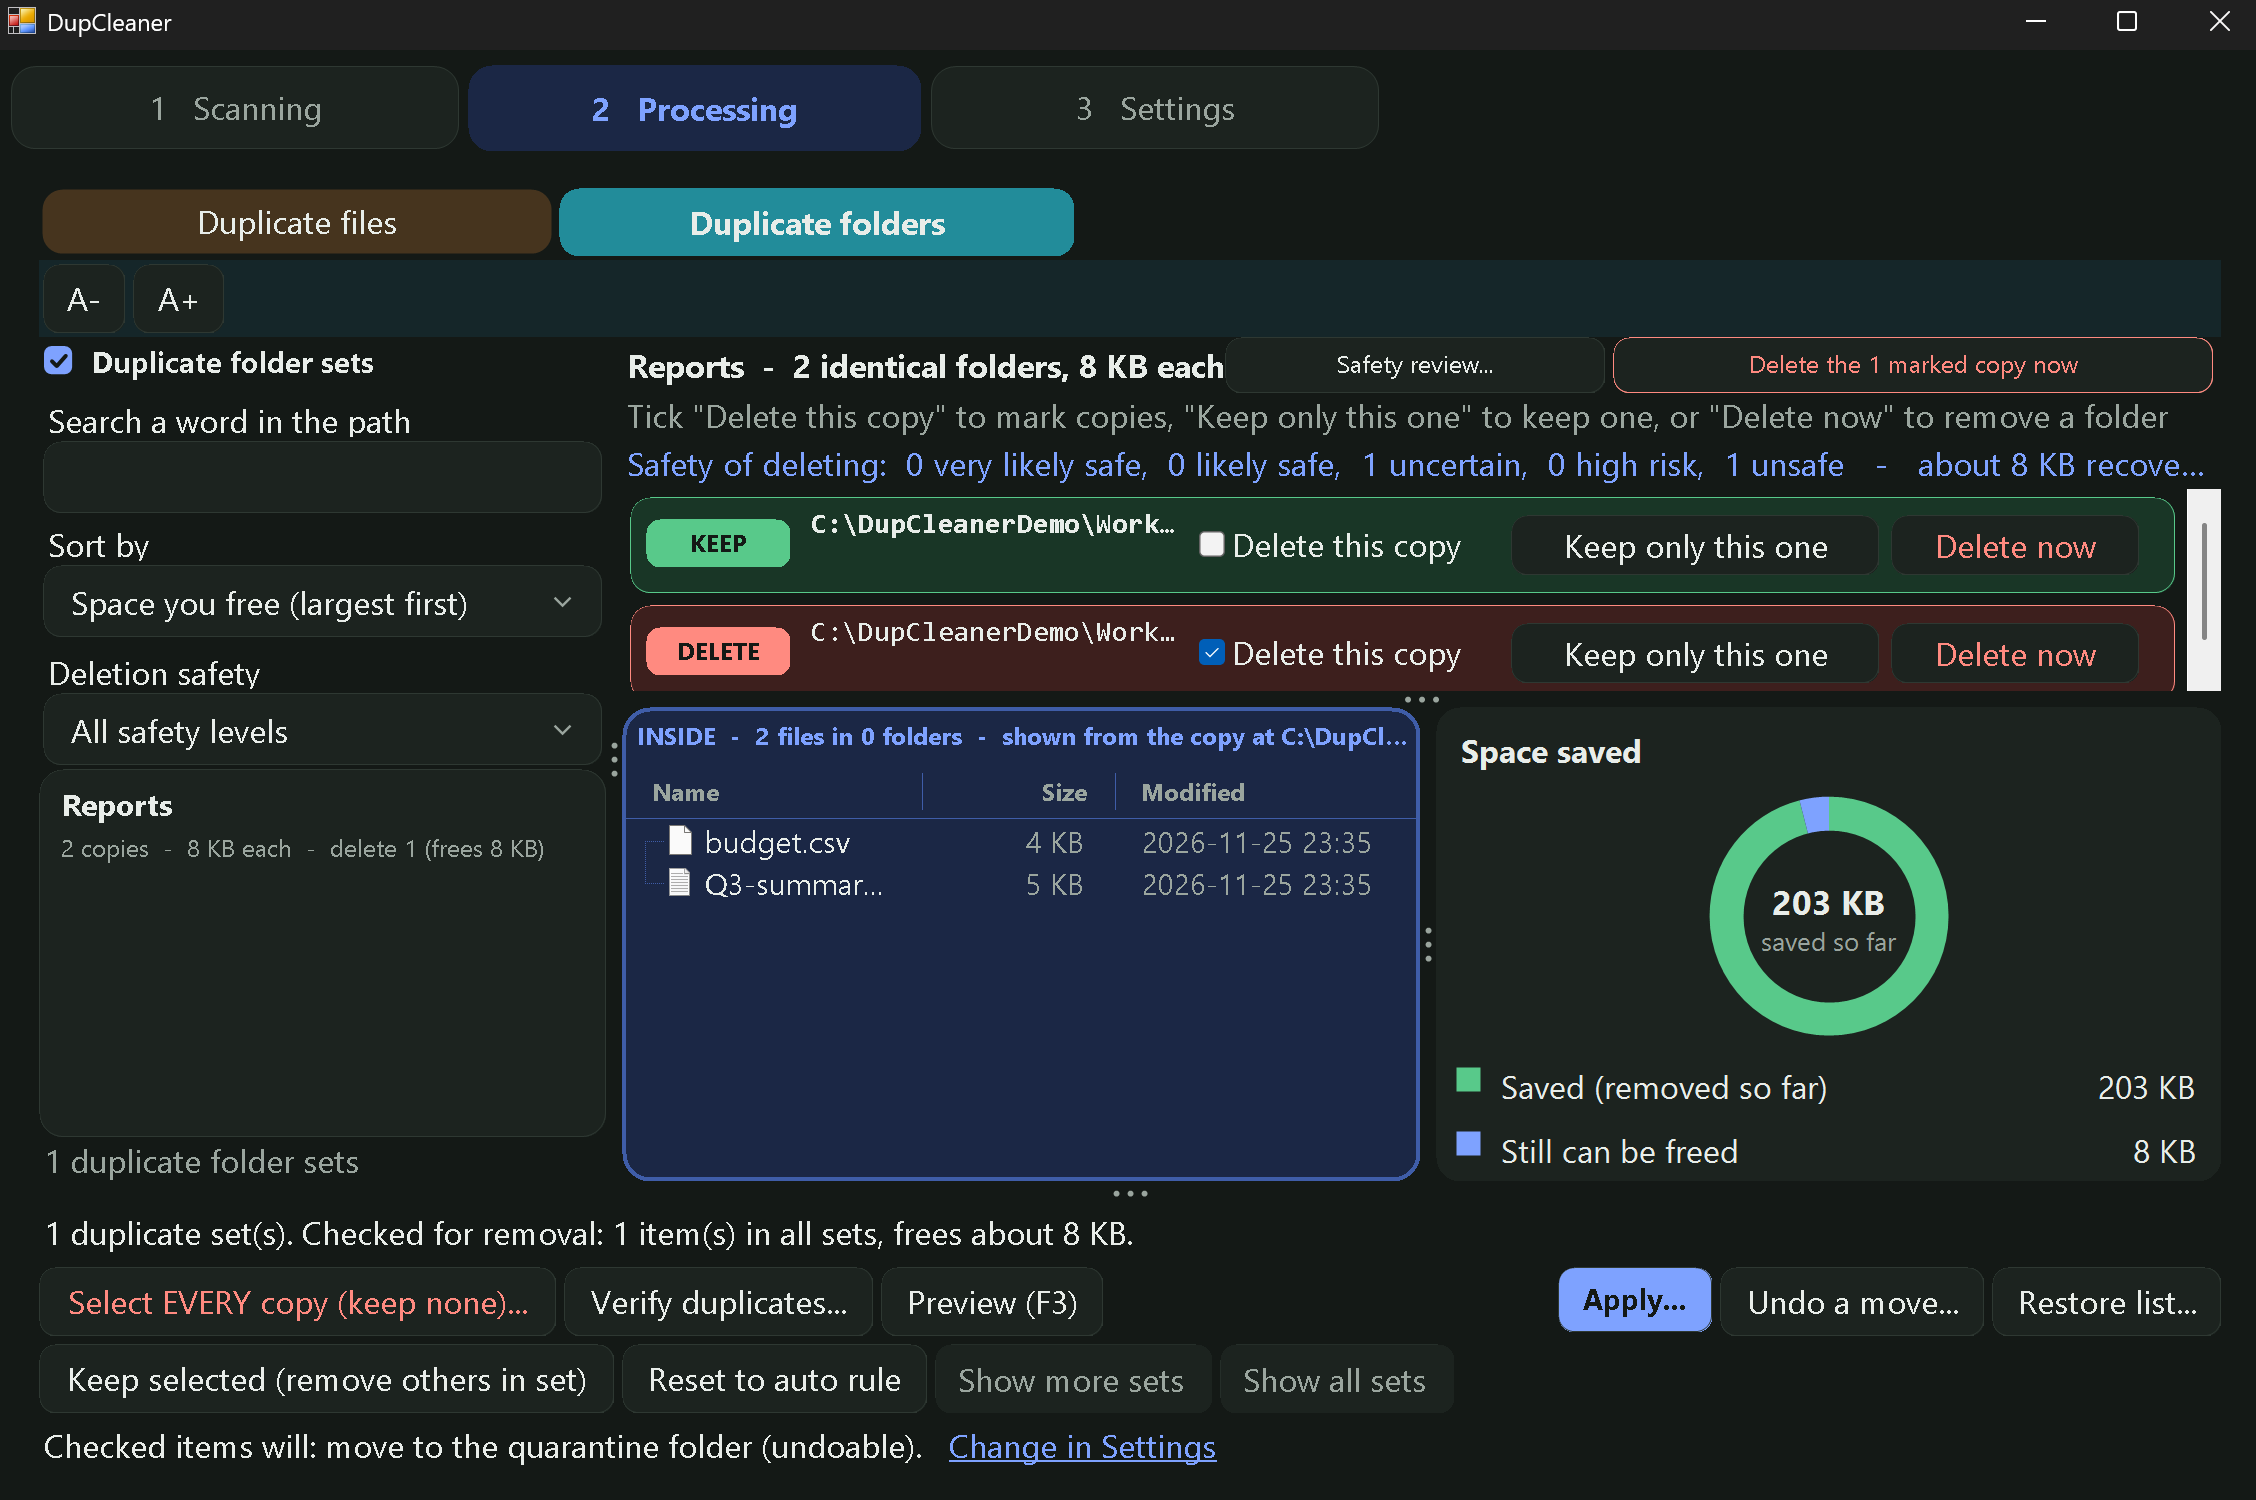 DupCleaner
1 Scanning
2 Processing
3 Settings
Duplicate files
Duplicate folders
A-
A+
Duplicate folder sets
Search a word in the path
Sort by
Space you free (largest first)
Deletion safety
All safety levels
Reports
2 copies - 8 KB each - delete 1 (frees 8 KB)
1 duplicate folder sets
Reports - 2 identical folders, 8 KB each
Safety review...
Delete the 1 marked copy now
Tick "Delete this copy" to mark copies, "Keep only this one" to keep one, or "Delete now" to remove a folder
Safety of deleting: 0 very likely safe, 0 likely safe, 1 uncertain, 0 high risk, 1 unsafe - about 8 KB recove...
KEEP
C:\DupCleanerDemo\Work...
Delete this copy
Keep only this one
Delete now
DELETE
C:\DupCleanerDemo\Work...
Delete this copy
Keep only this one
Delete now
INSIDE - 2 files in 0 folders - shown from the copy at C:\DupCl...
Name Size Modified
budget.csv 4 KB 2026-11-25 23:35
Q3-summar... 5 KB 2026-11-25 23:35
Space saved
203 KB
saved so far
Saved (removed so far) 203 KB
Still can be freed 8 KB
1 duplicate set(s). Checked for removal: 1 item(s) in all sets, frees about 8 KB.
Select EVERY copy (keep none)...
Verify duplicates...
Preview (F3)
Apply...
Undo a move...
Restore list...
Keep selected (remove others in set)
Reset to auto rule
Show more sets
Show all sets
Checked items will: move to the quarantine folder (undoable). Change in Settings